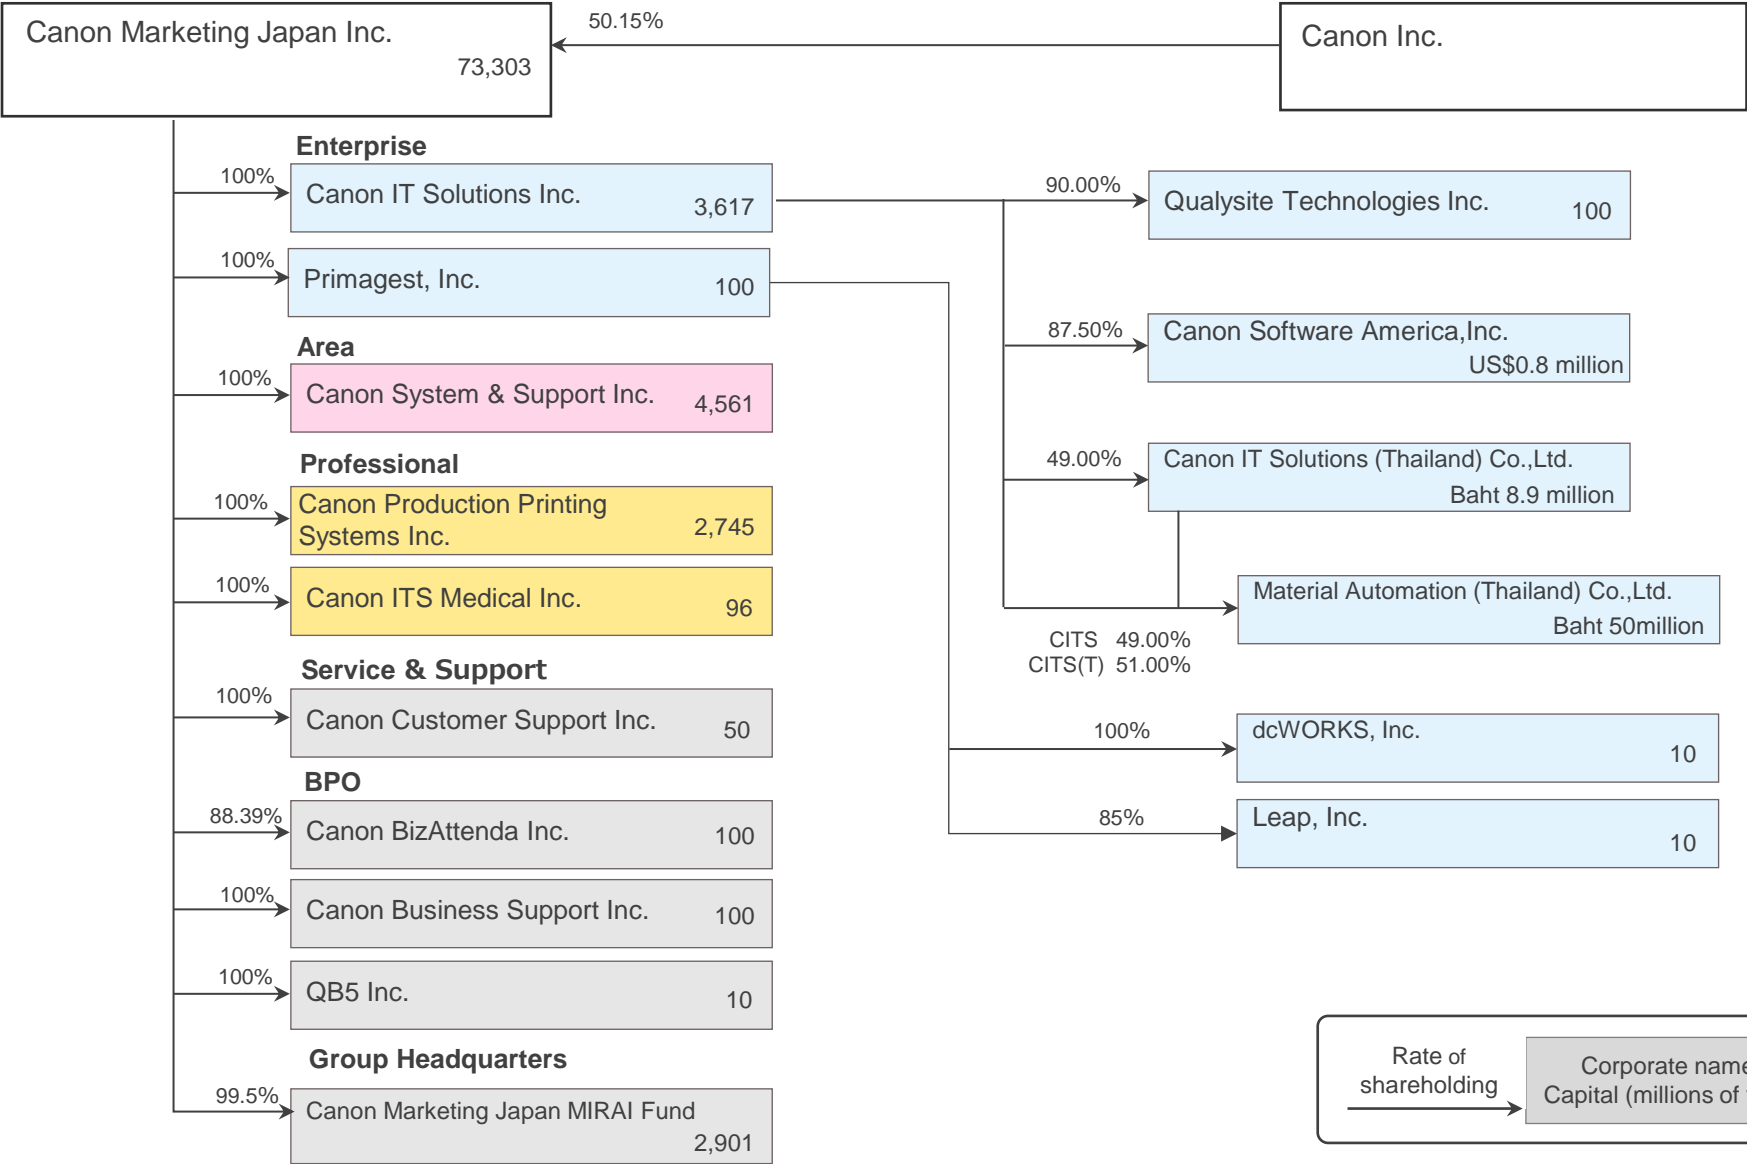 Canon Marketing Japan Inc.
73,303
50.15%
Canon Inc.
Enterprise
100%
Canon IT Solutions Inc.
3,617
90.00%
Qualysite Technologies Inc.
100
100%
Primagest, Inc.
100
87.50%
Canon Software America,Inc.
US$0.8 million
Area
100%
Canon System & Support Inc.
4,561
49.00%
Canon IT Solutions (Thailand) Co.,Ltd.
Baht 8.9 million
Professional
100%
Canon Production Printing
Systems Inc.
2,745
100%
Canon ITS Medical Inc.
96
Material Automation (Thailand) Co.,Ltd.
Baht 50million
CITS 49.00%
CITS(T) 51.00%
Service & Support
100%
Canon Customer Support Inc.
50
100%
dcWORKS, Inc.
10
BPO
88.39%
Canon BizAttenda Inc.
100
85%
Leap, Inc.
10
100%
Canon Business Support Inc.
100
100%
QB5 Inc.
10
Group Headquarters
99.5%
Canon Marketing Japan MIRAI Fund
2,901
Rate of
shareholding
Corporate name
Capital (millions of